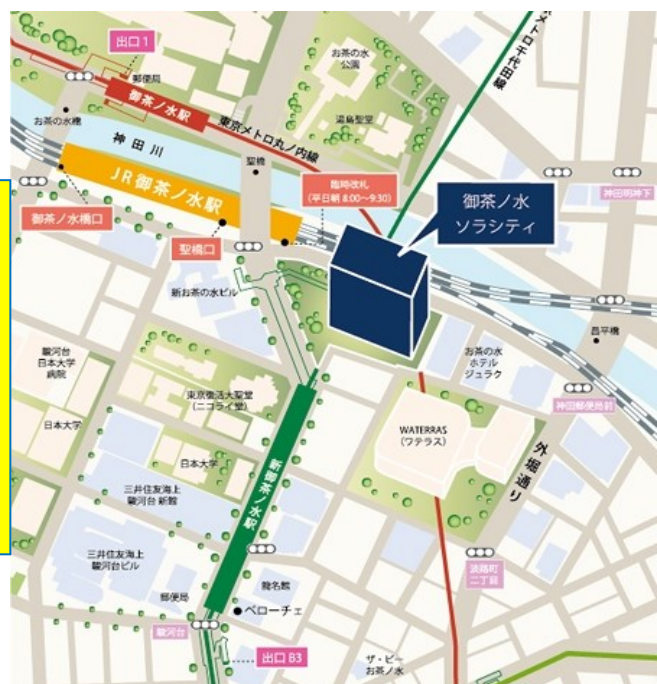 出口1
郵便局
御茶ノ水駅
お茶の水
公園
湯島聖堂
東京メトロ千代田線
東京メトロ丸ノ内線
お茶の水橋
神田川
聖橋
JR御茶ノ水駅
臨時改札
(平日朝 8:00～9:30)
御茶ノ水
ソラシティ
神田明神下
御茶ノ水橋口
聖橋口
新お茶の水ビル
昌平橋
駿河台
日本大学
病院
お茶の水
ホテル
ジュラク
東京復活大聖堂
(ニコライ堂)
神田郵便局前
日本大学
WATERRAS
(ワテラス)
外堀通り
日本大学
新御茶ノ水駅
三井住友海上
駿河台 新館
三井住友海上
駿河台ビル
淡路町
二丁目
郵便局
龍名館
ベローチェ
駿河台
出口 B3
ザ・ビー
お茶の水